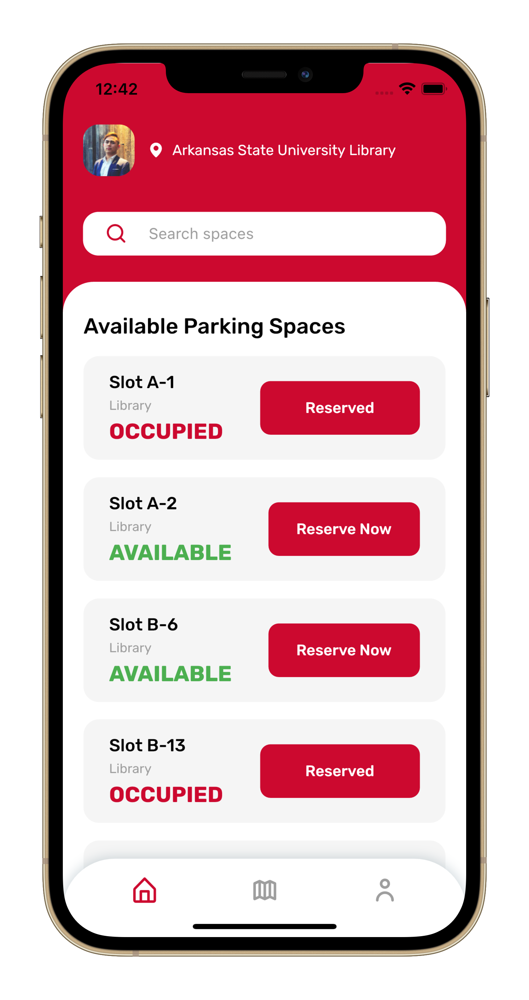 12:42
Arkansas State University Library
Search spaces
Available Parking Spaces
Slot A-1
Library
OCCUPIED
Reserved
Slot A-2
Library
AVAILABLE
Reserve Now
Slot B-6
Library
AVAILABLE
Reserve Now
Slot B-13
Library
OCCUPIED
Reserved